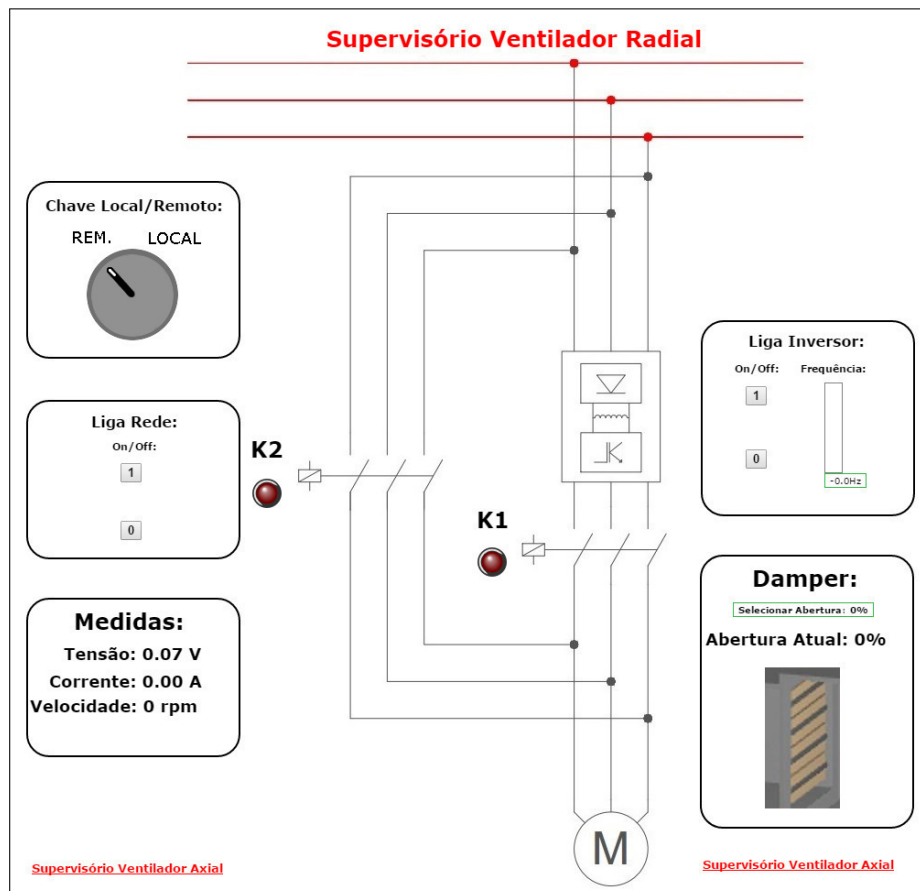 Supervisório Ventilador Radial
Chave Local/Remoto:
REM. LOCAL
Liga Rede:
On/Off:
1
0
K2
K1
Liga Inversor:
On/Off: Frequência:
1
0
-0.0Hz
Medidas:
Tensão: 0.07 V
Corrente: 0.00 A
Velocidade: 0 rpm
Damper:
Selecionar Abertura: 0%
Abertura Atual: 0%
M
Supervisório Ventilador Axial
Supervisório Ventilador Axial